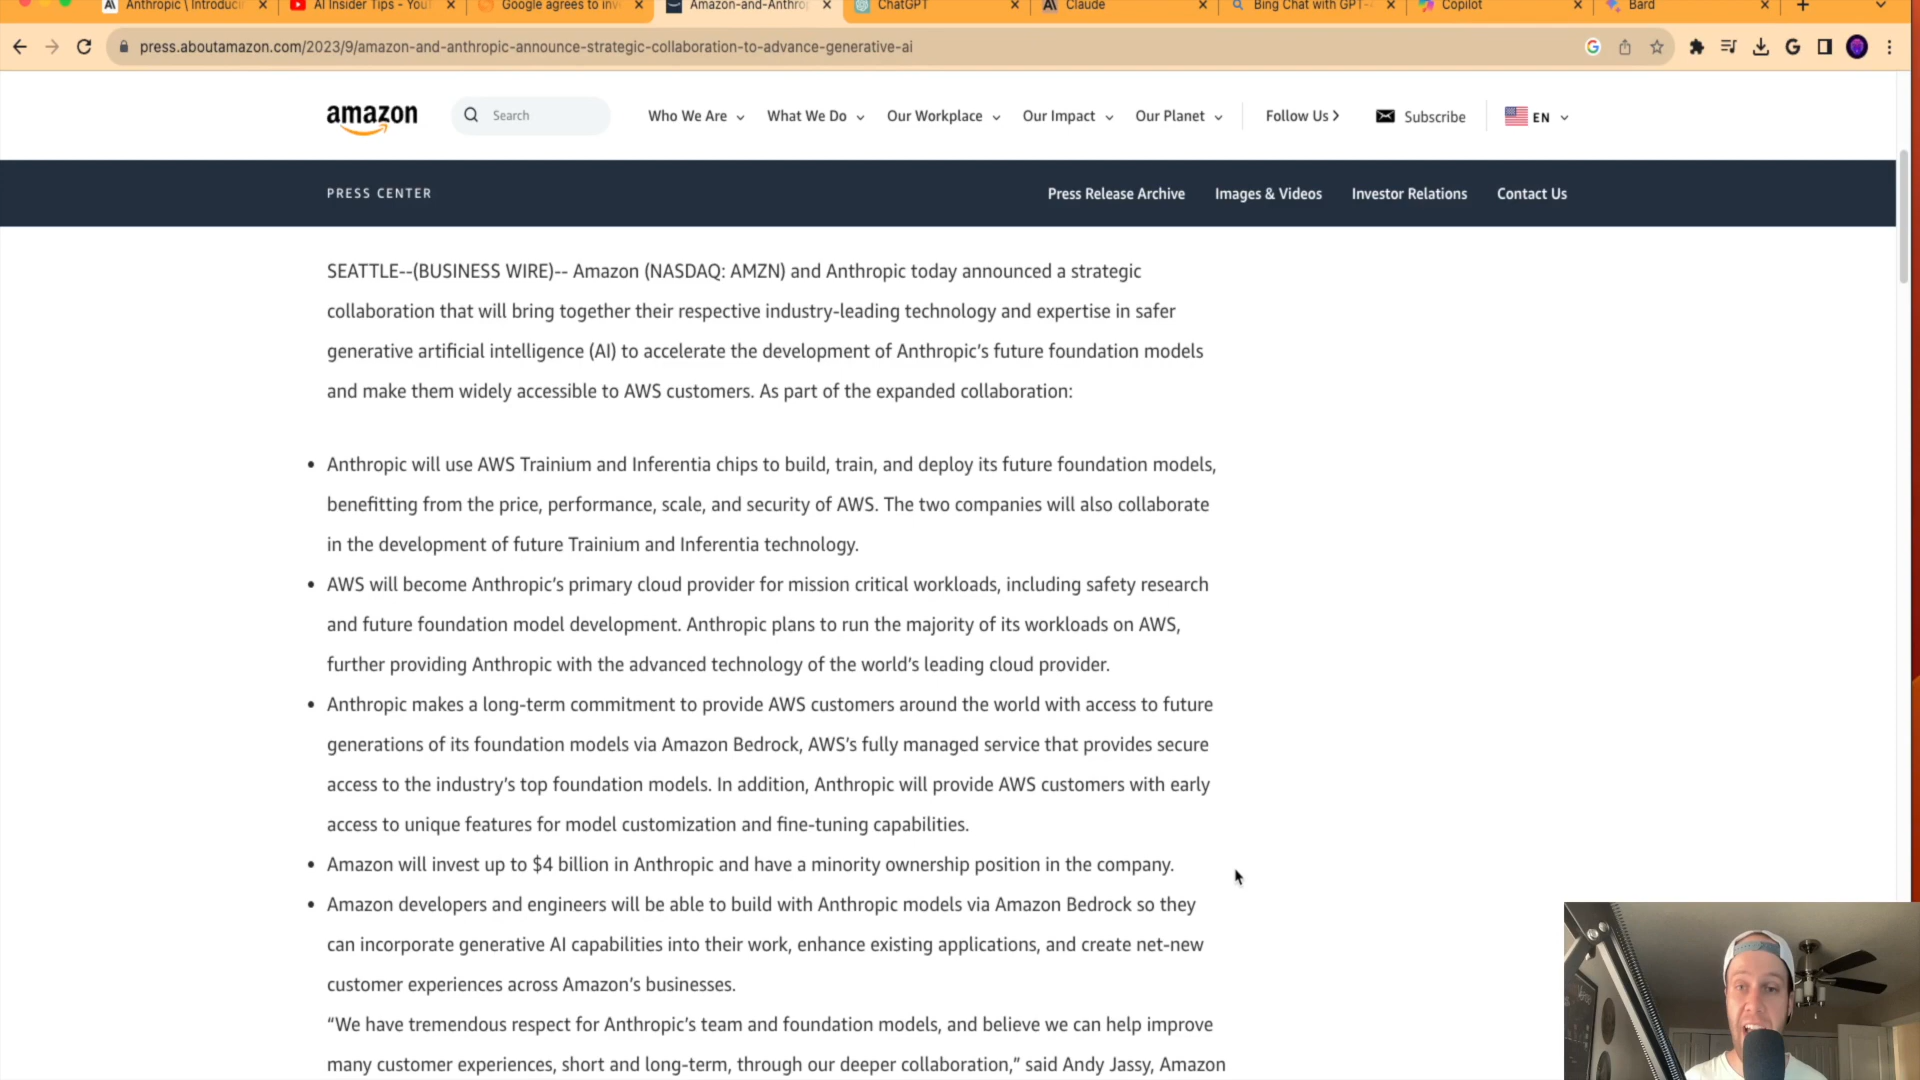 Anthropic \ Introduci
AI Insider Tips - You
Google agrees to inv
Amazon-and-Anthro
ChatGPT
Claude
Bing Chat with GPT-
Copilot
Bard
press.aboutamazon.com/2023/9/amazon-and-anthropic-announce-strategic-collaboration-to-advance-generative-ai
amazon
Search
Who We Are
What We Do
Our Workplace
Our Impact
Our Planet
Follow Us
Subscribe
EN
PRESS CENTER
Press Release Archive
Images & Videos
Investor Relations
Contact Us
SEATTLE--(BUSINESS WIRE)-- Amazon (NASDAQ: AMZN) and Anthropic today announced a strategic
collaboration that will bring together their respective industry-leading technology and expertise in safer
generative artificial intelligence (AI) to accelerate the development of Anthropic’s future foundation models
and make them widely accessible to AWS customers. As part of the expanded collaboration:
• Anthropic will use AWS Trainium and Inferentia chips to build, train, and deploy its future foundation models,
benefitting from the price, performance, scale, and security of AWS. The two companies will also collaborate
in the development of future Trainium and Inferentia technology.
• AWS will become Anthropic’s primary cloud provider for mission critical workloads, including safety research
and future foundation model development. Anthropic plans to run the majority of its workloads on AWS,
further providing Anthropic with the advanced technology of the world’s leading cloud provider.
• Anthropic makes a long-term commitment to provide AWS customers around the world with access to future
generations of its foundation models via Amazon Bedrock, AWS’s fully managed service that provides secure
access to the industry’s top foundation models. In addition, Anthropic will provide AWS customers with early
access to unique features for model customization and fine-tuning capabilities.
• Amazon will invest up to $4 billion in Anthropic and have a minority ownership position in the company.
• Amazon developers and engineers will be able to build with Anthropic models via Amazon Bedrock so they
can incorporate generative AI capabilities into their work, enhance existing applications, and create net-new
customer experiences across Amazon’s businesses.
“We have tremendous respect for Anthropic’s team and foundation models, and believe we can help improve
many customer experiences, short and long-term, through our deeper collaboration,” said Andy Jassy, Amazon